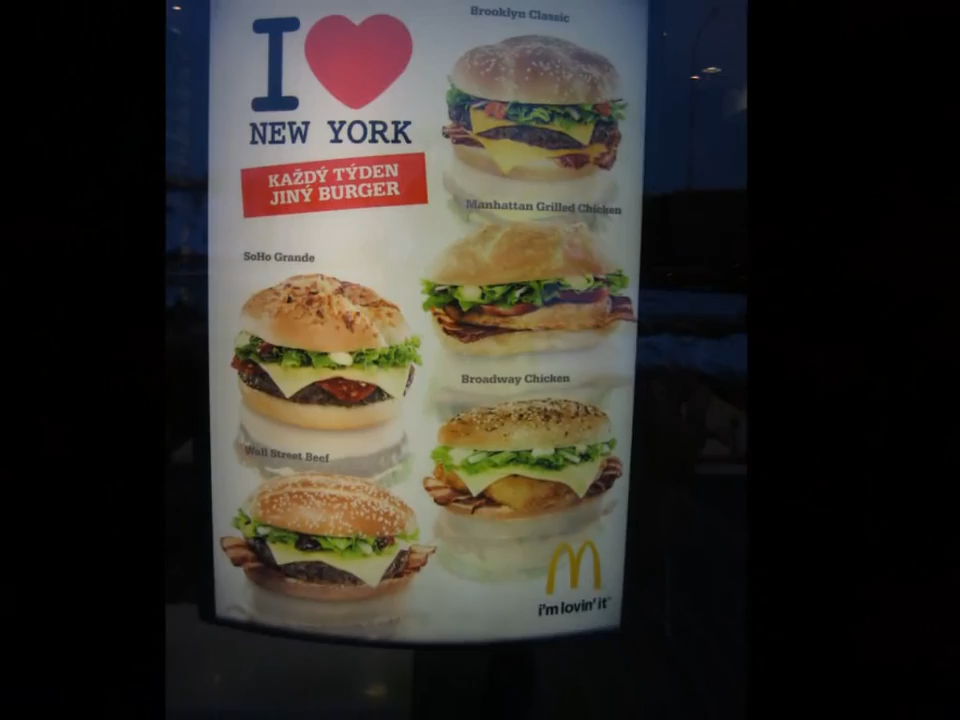 I ❤
NEW YORK
KAŽDÝ TÝDEN
JINÝ BURGER
SoHo Grande
Wall Street Beef
Brooklyn Classic
Manhattan Grilled Chicken
Broadway Chicken
i'm lovin' it™